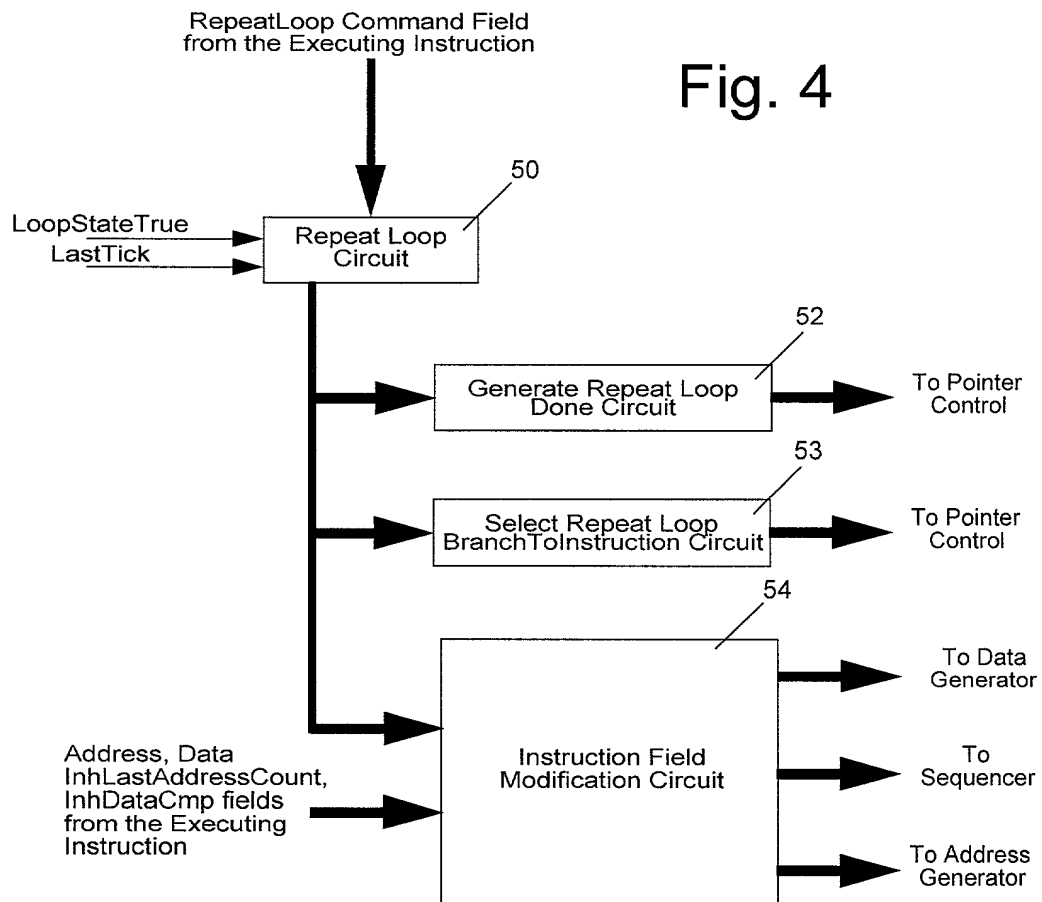 RepeatLoop Command Field
from the Executing Instruction
Fig. 4
50
LoopStateTrue
LastTick
Repeat Loop
Circuit
52
Generate Repeat Loop
Done Circuit
To Pointer
Control
53
Select Repeat Loop
BranchToInstruction Circuit
To Pointer
Control
54
To Data
Generator
Address, Data
InhLastAddressCount,
InhDataCmp fields
from the Executing
Instruction
Instruction Field
Modification Circuit
To
Sequencer
To Address
Generator